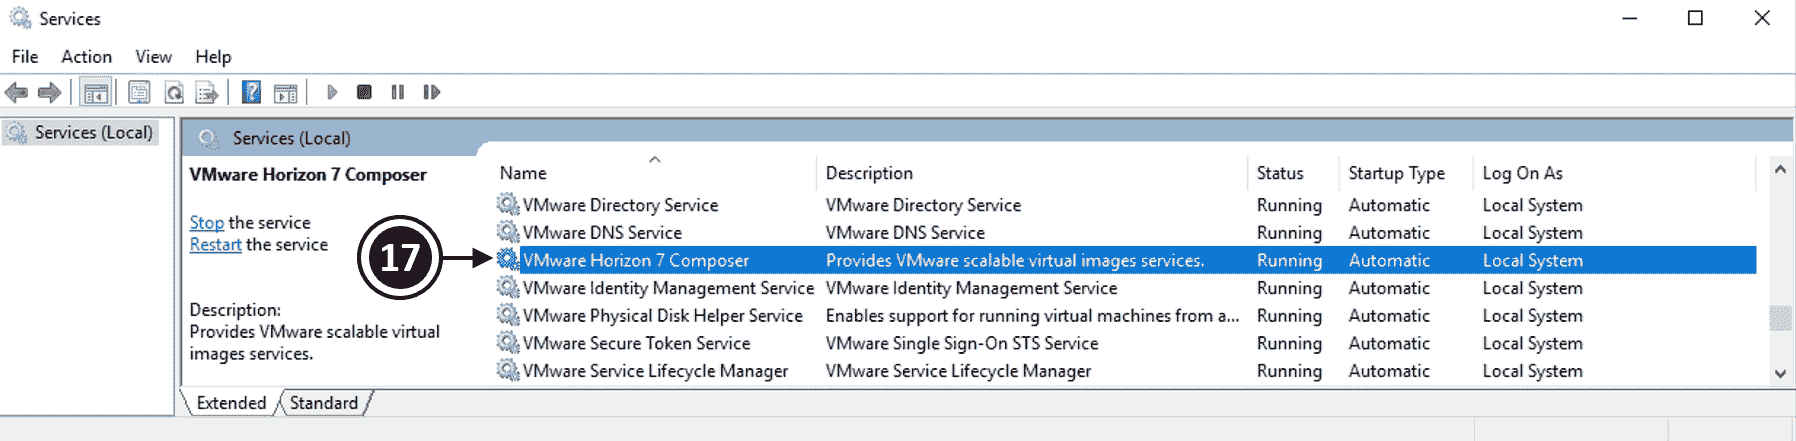 Services
File Action View Help
Services (Local)
Services (Local)
VMware Horizon 7 Composer
Stop the service
Restart the service
Description:
Provides VMware scalable virtual
images services.
17
Name Description Status Startup Type Log On As
VMware Directory Service VMware Directory Service Running Automatic Local System
VMware DNS Service VMware DNS Service Running Automatic Local System
VMware Horizon 7 Composer Provides VMware scalable virtual images services. Running Automatic Local System
VMware Identity Management Service VMware Identity Management Service Running Automatic Local System
VMware Physical Disk Helper Service Enables support for running virtual machines from a... Running Automatic Local System
VMware Secure Token Service VMware Single Sign-On STS Service Running Automatic Local System
VMware Service Lifecycle Manager VMware Service Lifecycle Manager Running Automatic Local System
Extended Standard